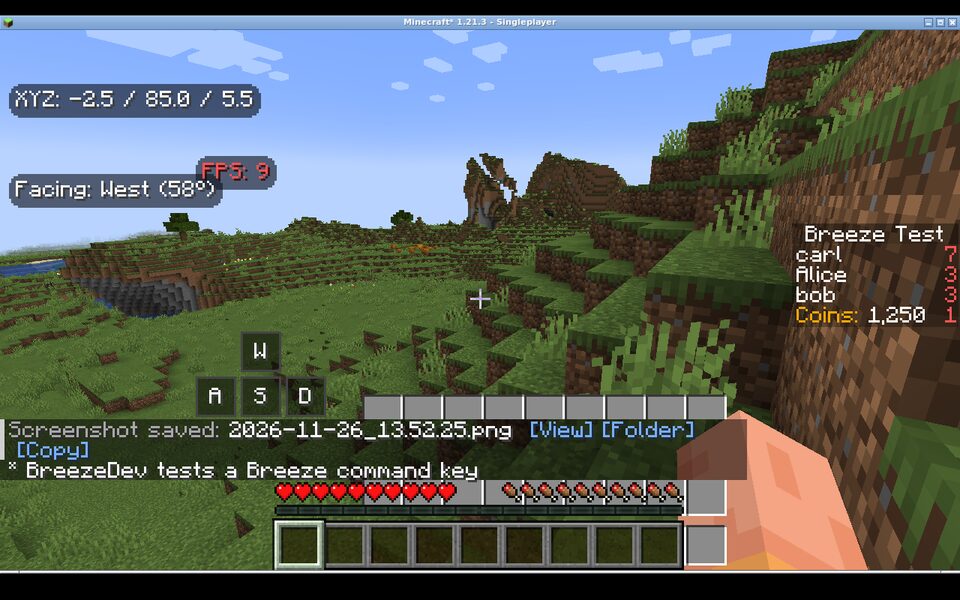 Minecraft* 1.21.3 - Singleplayer
XYZ: -2.5 / 85.0 / 5.5
FPS: 9
Facing: West (58°)
Breeze Test
carl 7
Alice 3
bob 3
Coins: 1,250 1
W
A S D
Screenshot saved: 2026-11-26_13.52.25.png [View] [Folder]
[Copy]
* BreezeDev tests a Breeze command key